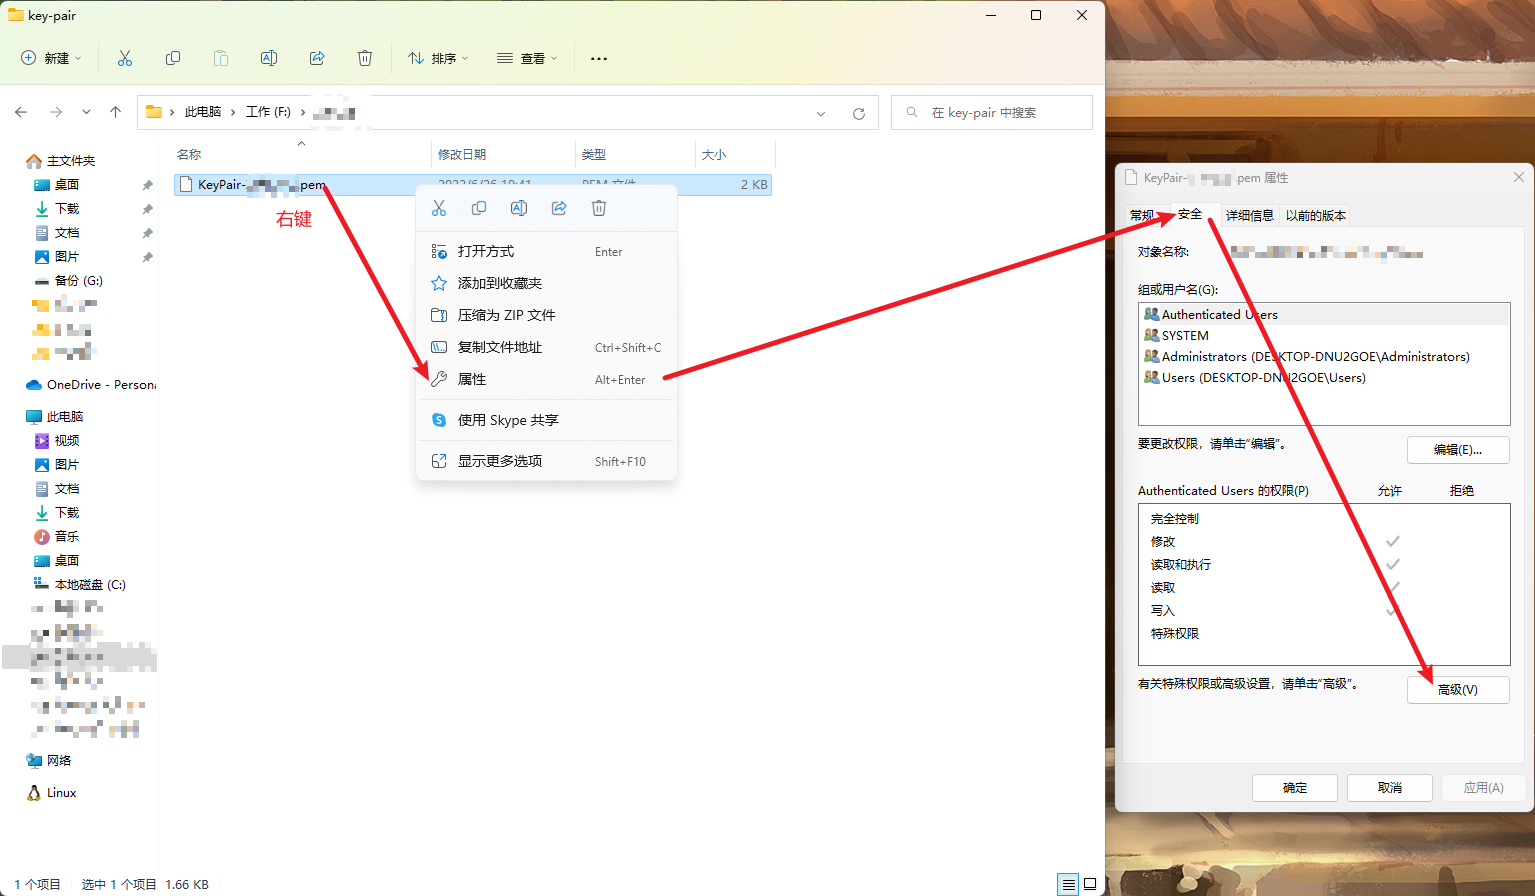 key-pair
新建
排序
查看
此电脑
工作 (F:)
在 key-pair 中搜索
名称
修改日期
类型
大小
KeyPair-
.pem
2 KB
右键
打开方式 Enter
添加到收藏夹
压缩为 ZIP 文件
复制文件地址 Ctrl+Shift+C
属性 Alt+Enter
使用 Skype 共享
显示更多选项 Shift+F10
主文件夹
桌面
下载
文档
图片
备份 (G:)
OneDrive - Persona
此电脑
视频
图片
文档
下载
音乐
桌面
本地磁盘 (C:)
网络
Linux
1 个项目
选中 1 个项目 1.66 KB
KeyPair-
.pem 属性
常规
安全
详细信息
以前的版本
对象名称:
组或用户名(G):
Authenticated Users
SYSTEM
Administrators (DESKTOP-DNU2GOE\Administrators)
Users (DESKTOP-DNU2GOE\Users)
要更改权限，请单击“编辑”。
编辑(E)...
Authenticated Users 的权限(P)
允许
拒绝
完全控制
修改
读取和执行
读取
写入
特殊权限
有关特殊权限或高级设置，请单击“高级”。
高级(V)
确定
取消
应用(A)